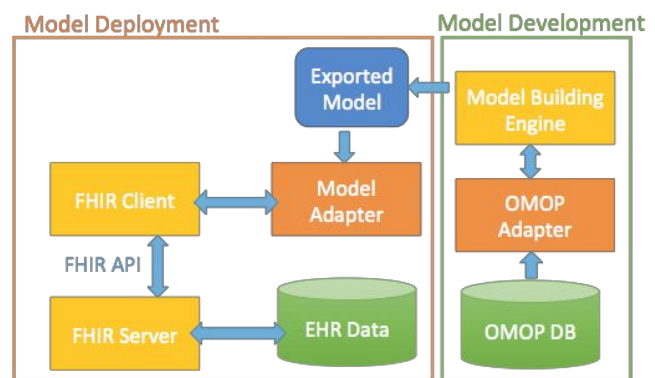 Model Deployment
Model Development
Exported
Model
Model Building
Engine
FHIR Client
Model
Adapter
OMOP
Adapter
FHIR API
FHIR Server
EHR Data
OMOP DB